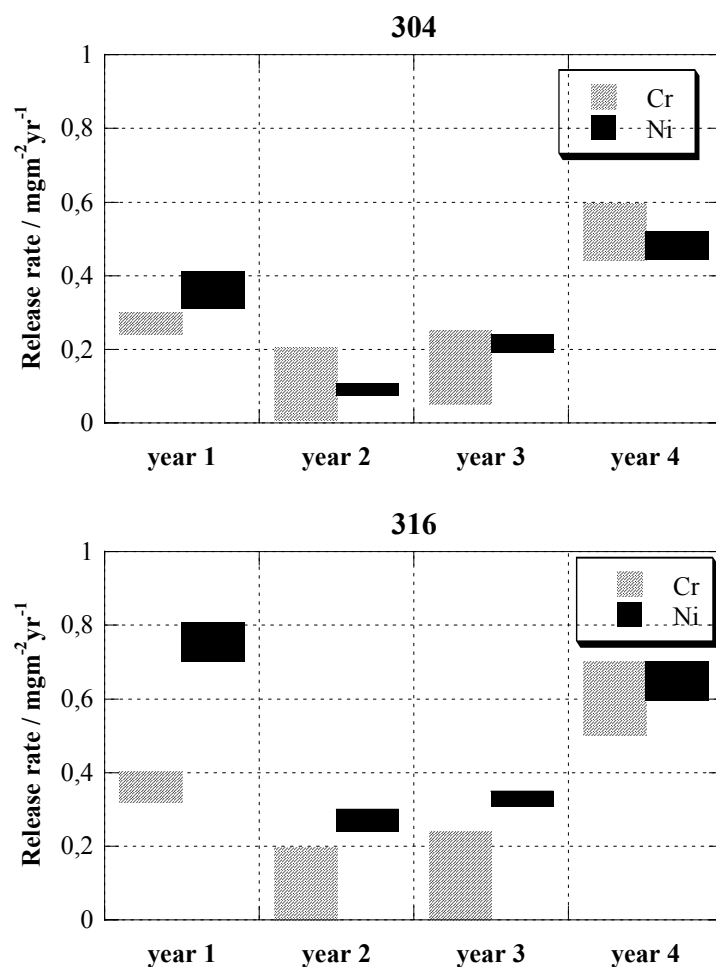 304
1
0,8
0,6
0,4
0,2
0
Release rate / mgm⁻²yr⁻¹
Cr
Ni
year 1 year 2 year 3 year 4
316
1
0,8
0,6
0,4
0,2
0
Release rate / mgm⁻²yr⁻¹
Cr
Ni
year 1 year 2 year 3 year 4